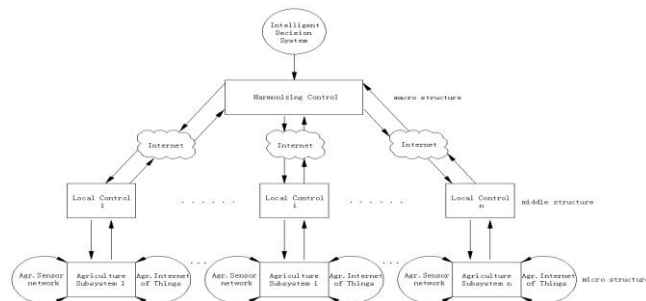 Intelligent
Decision
System
Harmonizing Control
macro structure
Internet
Internet
Internet
Local Control
1
......
Local Control
i
......
Local Control
n
middle structure
Agr.Sensor
network
Agriculture
Subsystem 1
Agr.Internet
of Things
...
Agr.Sensor
network
Agriculture
Subsystem i
Agr.Internet
of Things
...
Agr.Sensor
network
Agriculture
Subsystem n
Agr.Internet
of Things
micro structure